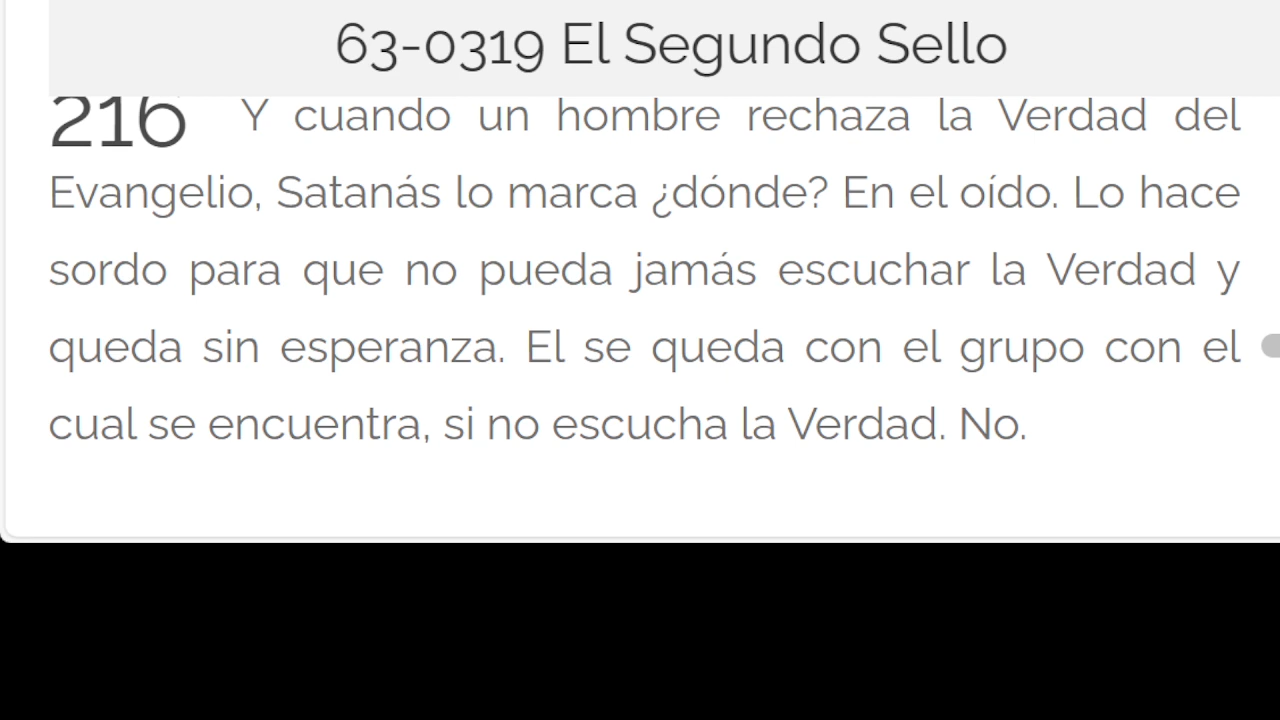 63-0319 El Segundo Sello
216 Y cuando un hombre rechaza la Verdad del
Evangelio, Satanás lo marca ¿dónde? En el oído. Lo hace
sordo para que no pueda jamás escuchar la Verdad y
queda sin esperanza. El se queda con el grupo con el
cual se encuentra, si no escucha la Verdad. No.